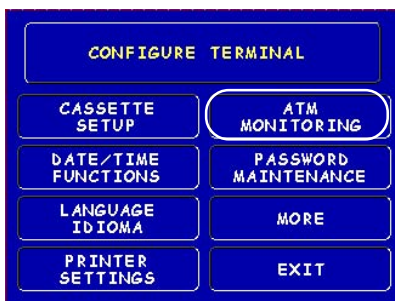 CONFIGURE TERMINAL
CASSETTE
SETUP
ATM
MONITORING
DATE/TIME
FUNCTIONS
PASSWORD
MAINTENANCE
LANGUAGE
IDIOMA
MORE
PRINTER
SETTINGS
EXIT